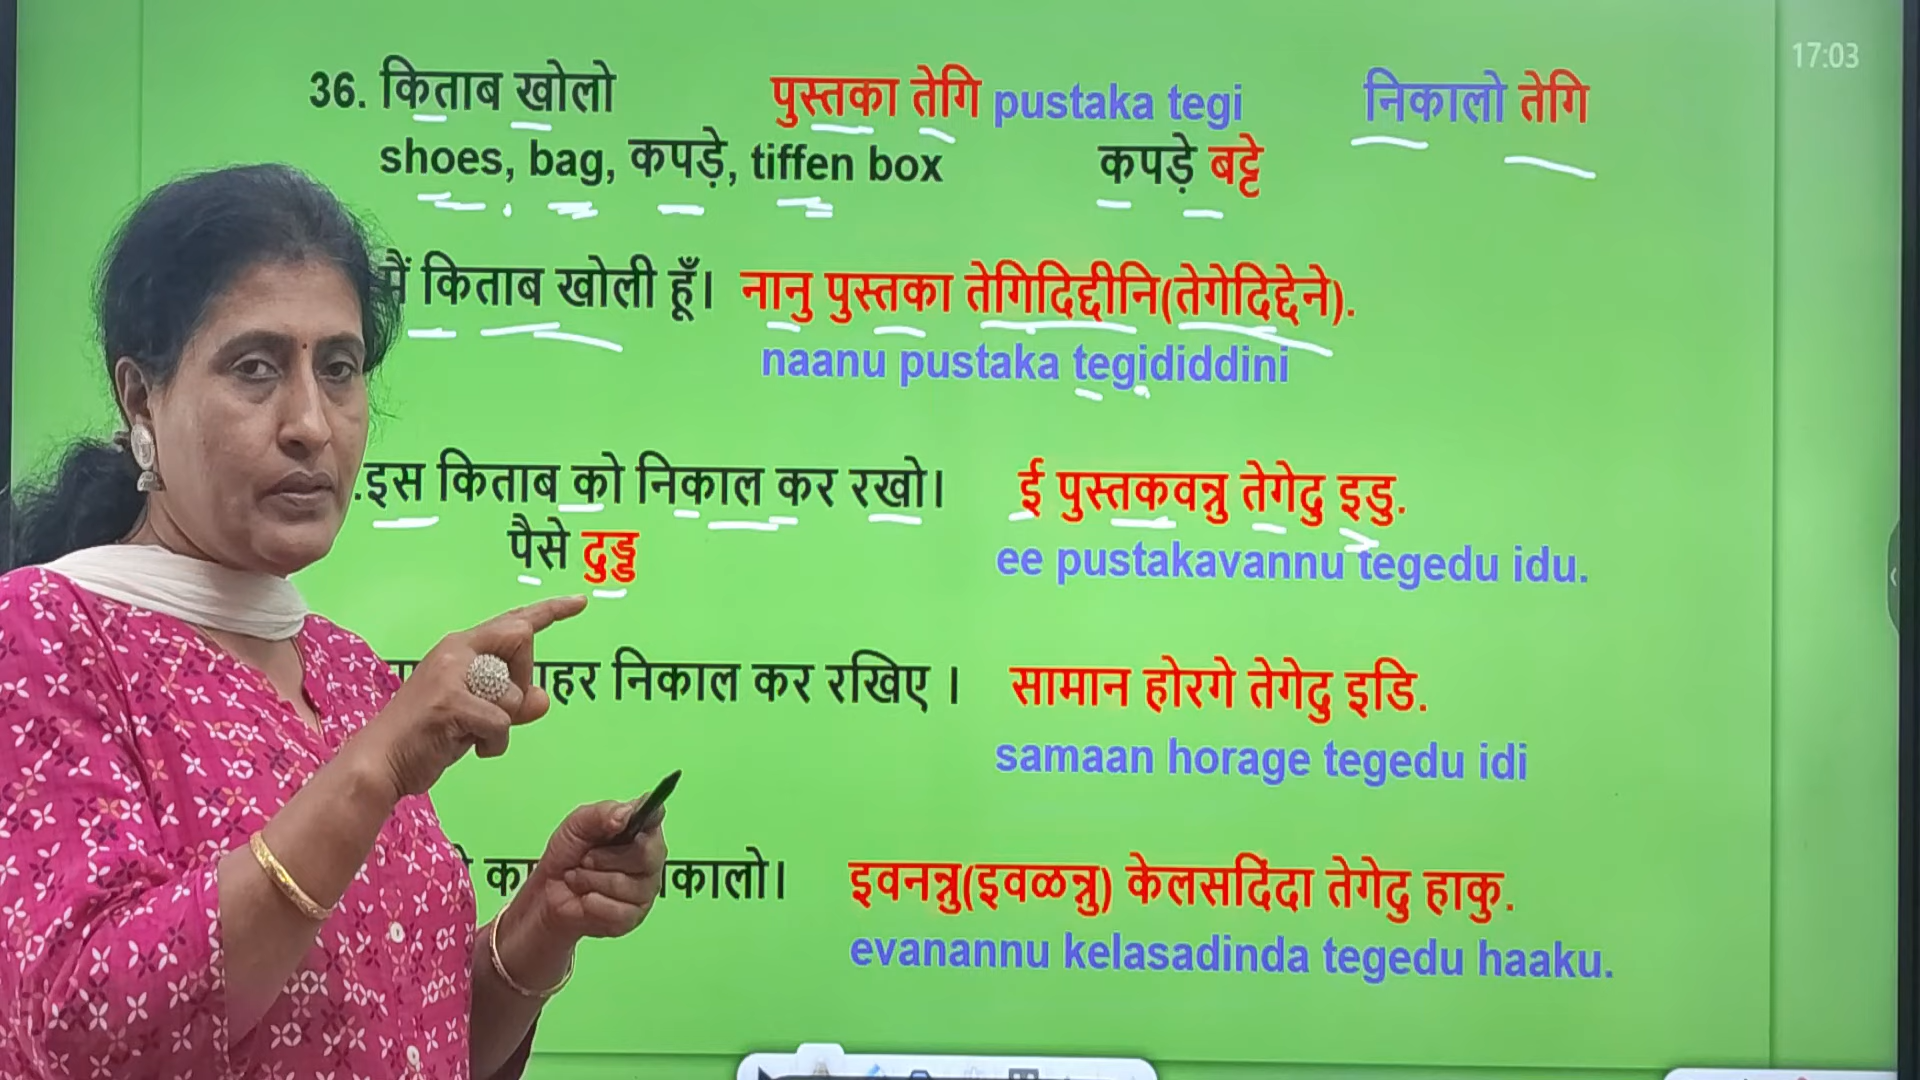 17:03
36. किताब खोलो पुस्तका तेगि pustaka tegi निकालो तेगि
shoes, bag, कपड़े, tiffen box कपड़े बट्टे
मैं किताब खोली हूँ। नानु पुस्तका तेगिदिद्दीनि(तेगेदिद्देने).
naanu pustaka tegididdini
.इस किताब को निकाल कर रखो। ई पुस्तकवन्नु तेगेदु इडु.
पैसे दुड्ड ee pustakavannu tegedu idu.
निकाल कर रखिए । सामान होरगे तेगेदु इडि.
samaan horage tegedu idi
इवनन्नु(इवळन्नु) केलसदिंदा तेगेदु हाकु.
evanannu kelasadinda tegedu haaku.